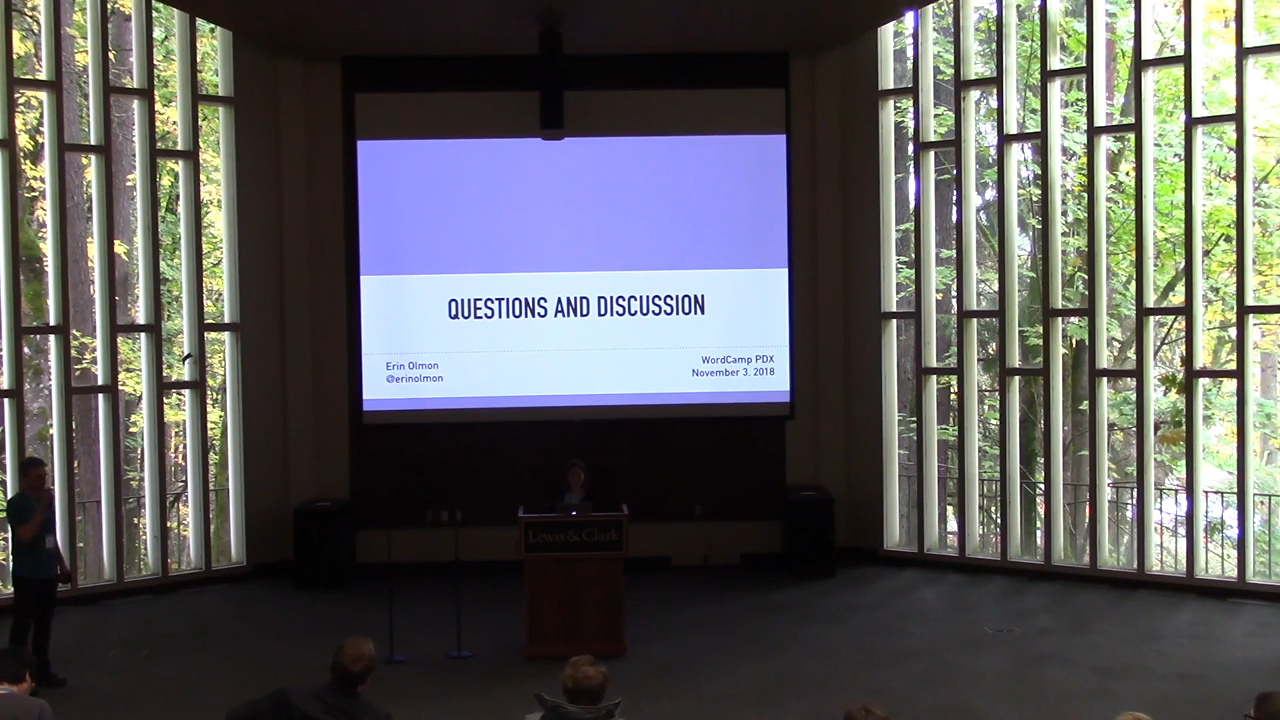 QUESTIONS AND DISCUSSION
Erin Olmon
@erinolmon
WordCamp PDX
November 3, 2018
Lewis & Clark